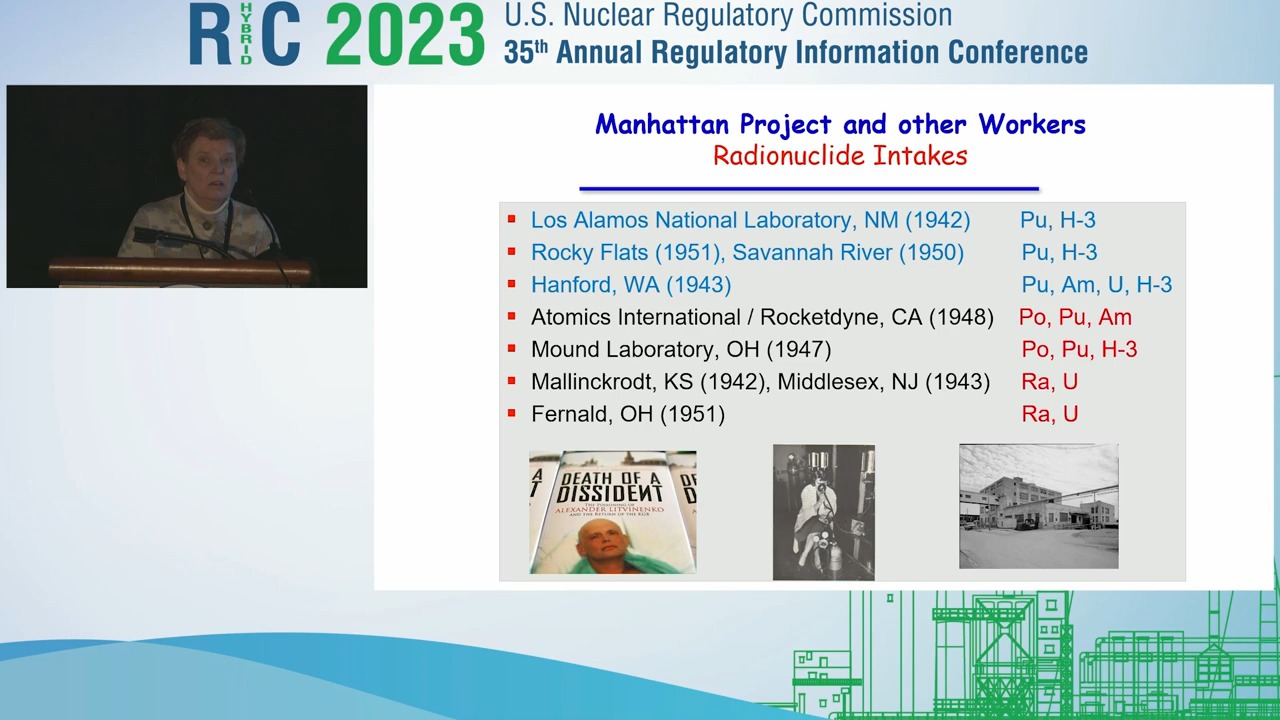 RIC 2023
HYBRID
U.S. Nuclear Regulatory Commission
35th Annual Regulatory Information Conference
Manhattan Project and other Workers
Radionuclide Intakes
Los Alamos National Laboratory, NM (1942) Pu, H-3
Rocky Flats (1951), Savannah River (1950) Pu, H-3
Hanford, WA (1943) Pu, Am, U, H-3
Atomics International / Rocketdyne, CA (1948) Po, Pu, Am
Mound Laboratory, OH (1947) Po, Pu, H-3
Mallinckrodt, KS (1942), Middlesex, NJ (1943) Ra, U
Fernald, OH (1951) Ra, U
DEATH OF A
DISSIDENT
THE POISONING OF
ALEXANDER LITVINENKO
AND THE RETURN OF THE KGB